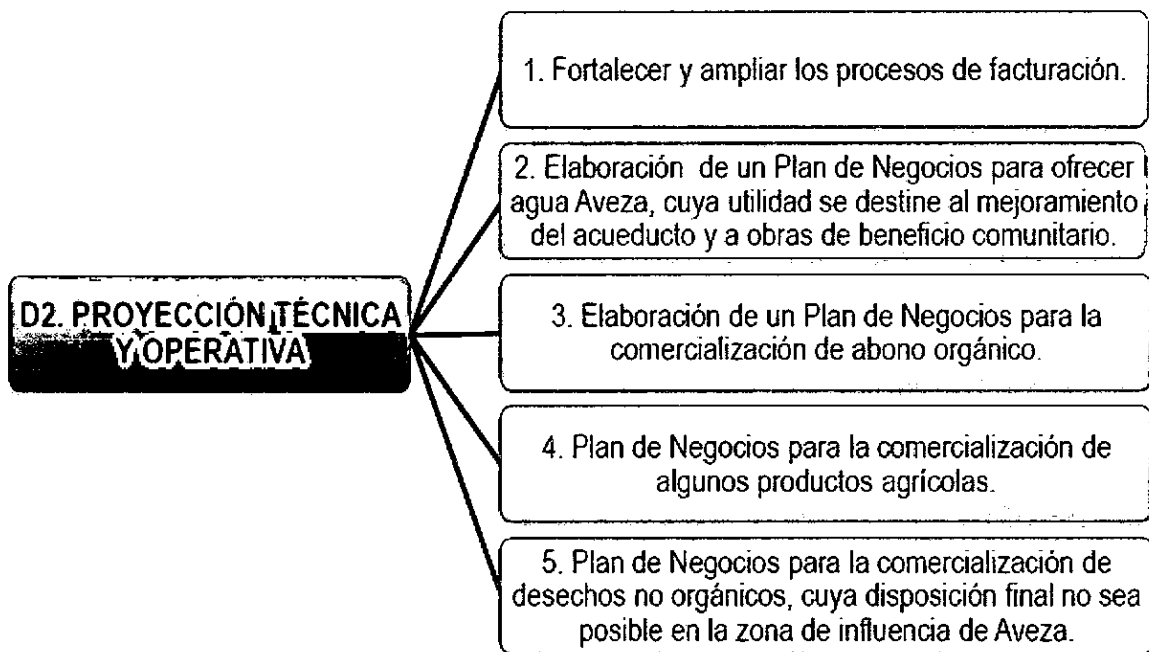 1. Fortalecer y ampliar los procesos de facturación.
2. Elaboración de un Plan de Negocios para ofrecer
agua Aveza, cuya utilidad se destine al mejoramiento
del acueducto y a obras de beneficio comunitario.
D2. PROYECCIÓN TÉCNICA
Y OPERATIVA
3. Elaboración de un Plan de Negocios para la
comercialización de abono orgánico.
4. Plan de Negocios para la comercialización de
algunos productos agrícolas.
5. Plan de Negocios para la comercialización de
desechos no orgánicos, cuya disposición final no sea
posible en la zona de influencia de Aveza.